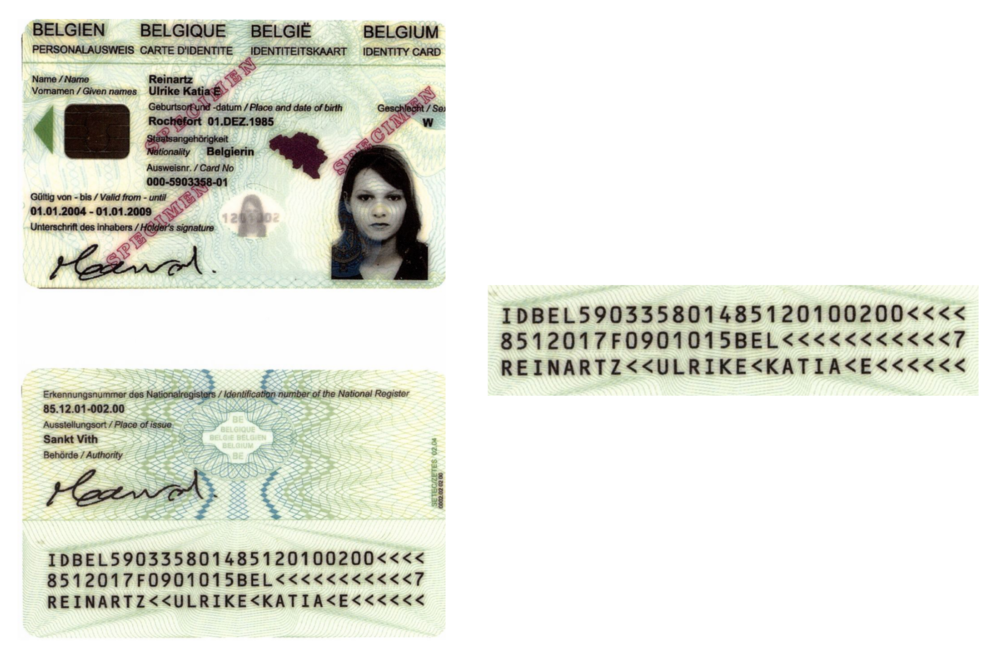 BELGIEN BELGIQUE BELGIË BELGIUM
PERSONALAUSWEIS CARTE D'IDENTITE IDENTITEITSKAART IDENTITY CARD
Name / Name Reinartz
Vornamen / Given names Ulrike Katia E
Geburtsort und -datum / Place and date of birth Geschlecht / Sex
Rochefort 01.DEZ.1985 W
Staatsangehörigkeit
Nationality Belgierin
Ausweisnr. / Card No
000-5903358-01
Gültig von - bis / Valid from - until
01.01.2004 - 01.01.2009
Unterschrift des Inhabers / Holder's signature
SPECIMEN
SPECIMEN
SPECIMEN
Erkennungsnummer des Nationalregisters / Identification number of the National Register
85.12.01-002.00
Ausstellungsort / Place of issue
Sankt Vith
Behörde / Authority
BE
BELGIQUE
BELGIE BELGIEN
BELGIUM
BE
IDBEL590335801485120100200<<<<
8512017F0901015BEL<<<<<<<<<<<7
REINARTZ<<ULRIKE<KATIA<E<<<<<<
IDBEL590335801485120100200<<<<
8512017F0901015BEL<<<<<<<<<<<7
REINARTZ<<ULRIKE<KATIA<E<<<<<<